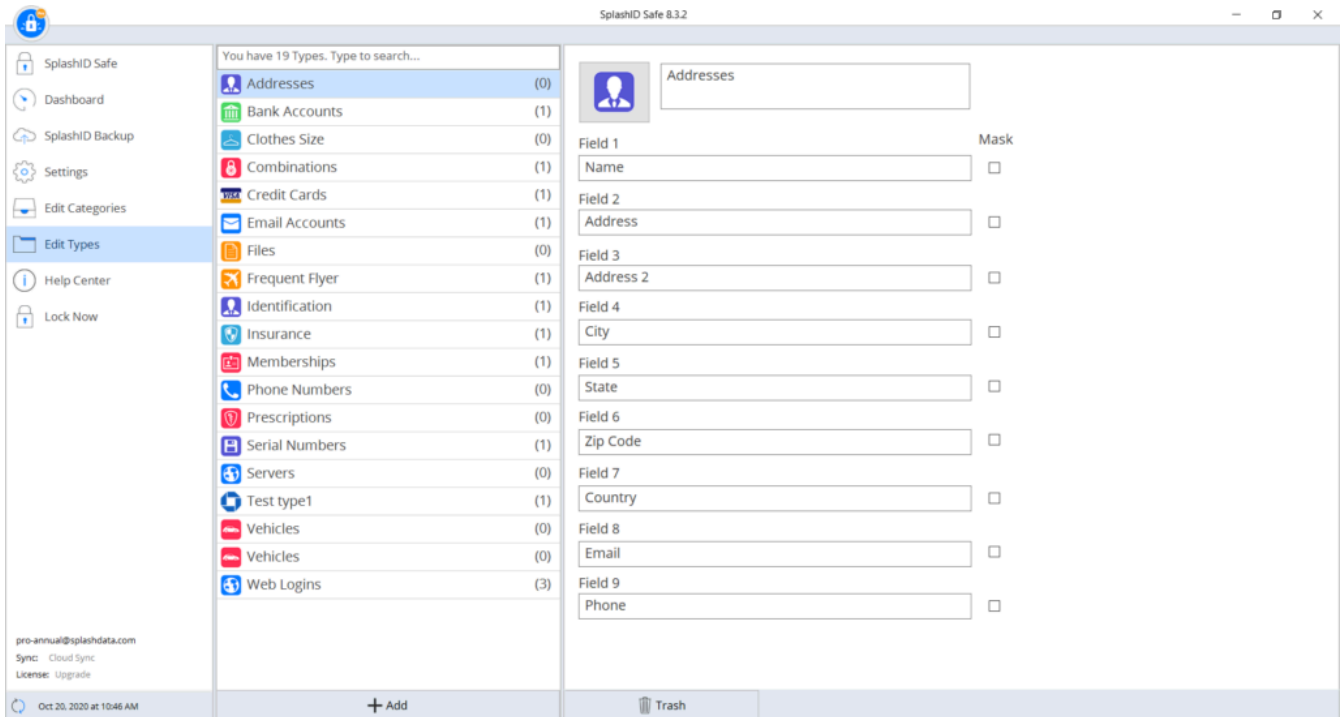 SplashID Safe 8.3.2
SplashID Safe
Dashboard
SplashID Backup
Settings
Edit Categories
Edit Types
Help Center
Lock Now
pro-annual@splashdata.com
Sync: Cloud Sync
License: Upgrade
Oct 20, 2020 at 10:46 AM
You have 19 Types. Type to search...
Addresses (0)
Bank Accounts (1)
Clothes Size (0)
Combinations (1)
VISA Credit Cards (1)
Email Accounts (1)
Files (0)
Frequent Flyer (1)
Identification (1)
Insurance (1)
Memberships (1)
Phone Numbers (0)
Prescriptions (0)
Serial Numbers (1)
Servers (0)
Test type1 (1)
Vehicles (0)
Vehicles (0)
Web Logins (3)
+ Add
Addresses
Mask
Field 1
Name
Field 2
Address
Field 3
Address 2
Field 4
City
Field 5
State
Field 6
Zip Code
Field 7
Country
Field 8
Email
Field 9
Phone
Trash